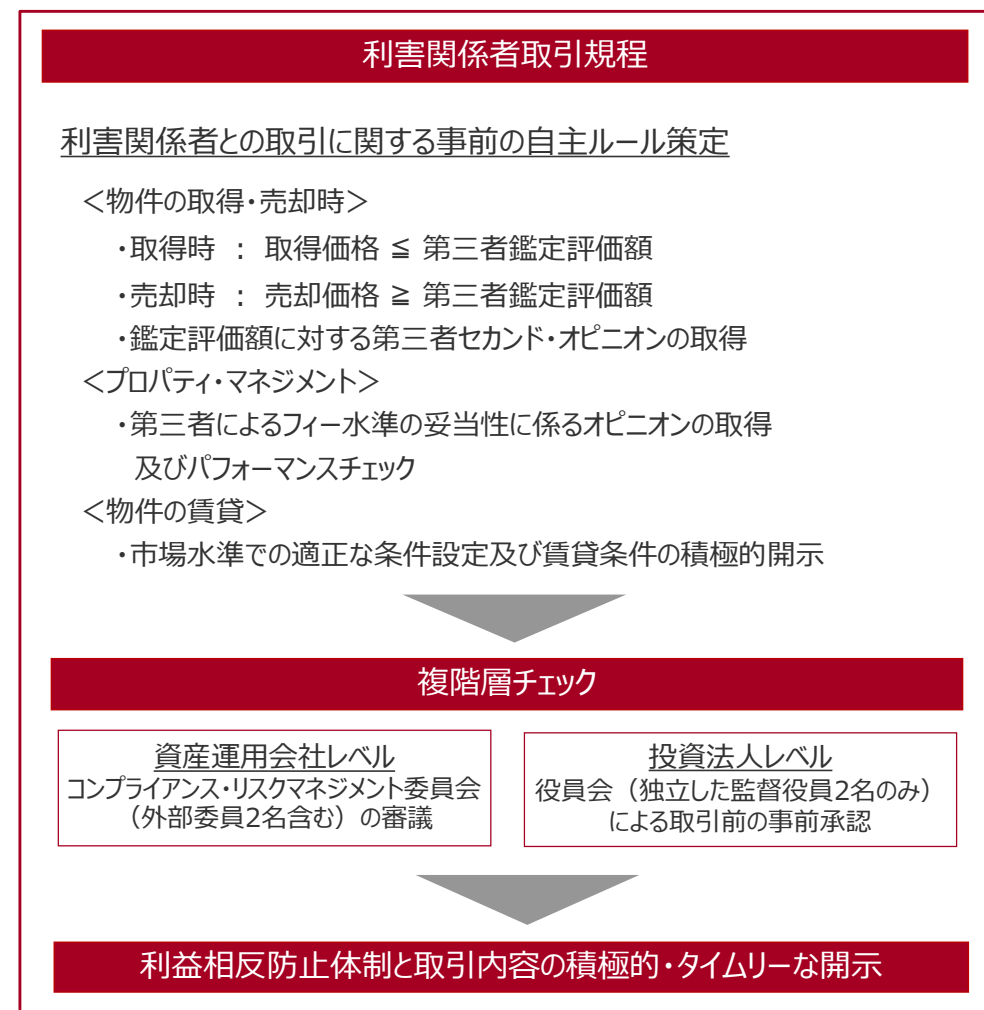 利害関係者取引規程
利害関係者との取引に関する事前の自主ルール策定
＜物件の取得・売却時＞
・取得時 : 取得価格 ≦ 第三者鑑定評価額
・売却時 : 売却価格 ≧ 第三者鑑定評価額
・鑑定評価額に対する第三者セカンド・オピニオンの取得
＜プロパティ・マネジメント＞
・第三者によるフィー水準の妥当性に係るオピニオンの取得
及びパフォーマンスチェック
＜物件の賃貸＞
・市場水準での適正な条件設定及び賃貸条件の積極的開示
複階層チェック
資産運用会社レベル
コンプライアンス・リスクマネジメント委員会
（外部委員2名含む）の審議
投資法人レベル
役員会（独立した監督役員2名のみ）
による取引前の事前承認
利益相反防止体制と取引内容の積極的・タイムリーな開示